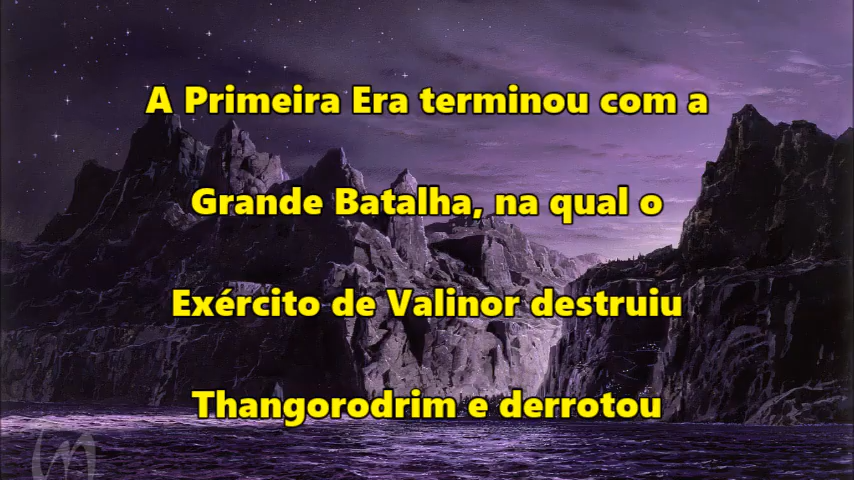 A Primeira Era terminou com a
Grande Batalha, na qual o
Exército de Valinor destruiu
Thangorodrim e derrotou